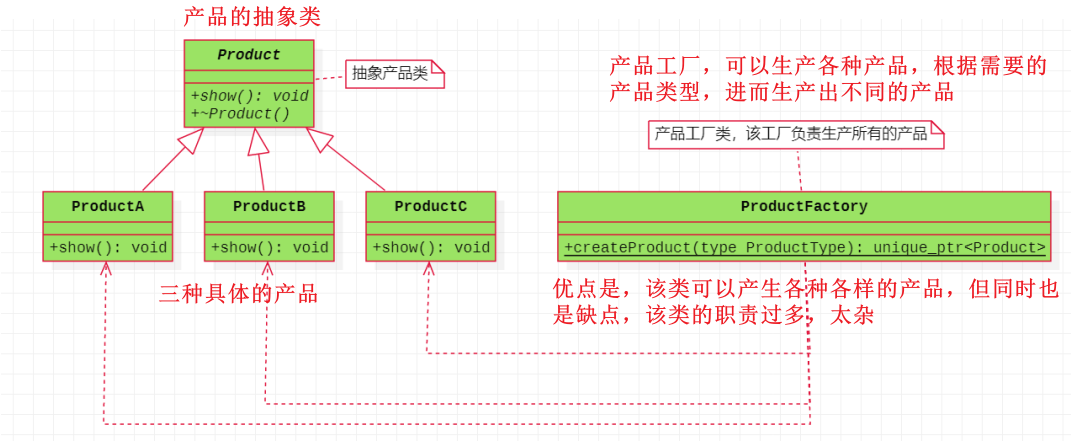 产品的抽象类
Product
+show(): void
+~Product()
抽象产品类
产品工厂，可以生产各种产品，根据需要的
产品类型，进而生产出不同的产品
产品工厂类，该工厂负责生产所有的产品
ProductA
+show(): void
ProductB
+show(): void
ProductC
+show(): void
ProductFactory
+createProduct(type ProductType): unique_ptr<Product>
三种具体的产品
优点是，该类可以产生各种各样的产品，但同时也
是缺点，该类的职责过多，太杂